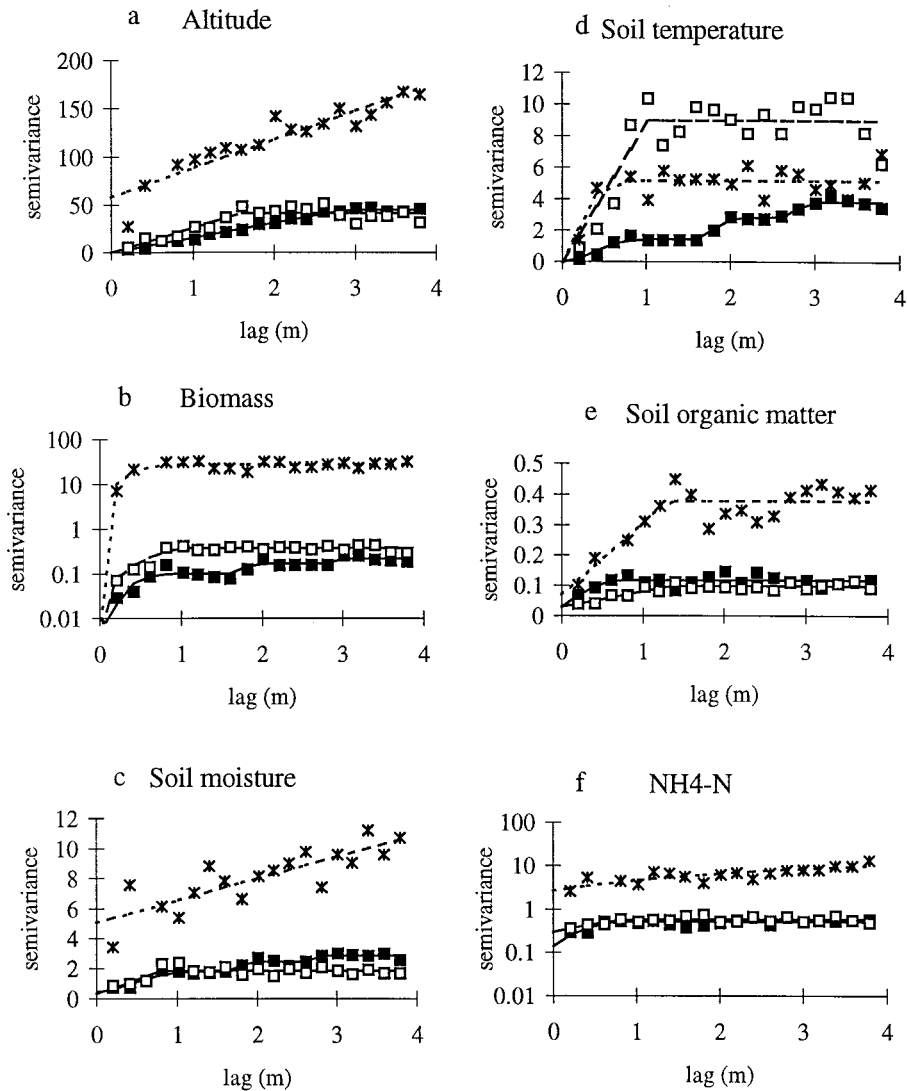 a Altitude
200
150
100
50
0
semivariance
0 1 2 3 4
lag (m)
b Biomass
100
10
1
0.1
0.01
semivariance
0 1 2 3 4
lag (m)
c Soil moisture
12
10
8
6
4
2
0
semivariance
0 1 2 3 4
lag (m)
d Soil temperature
12
10
8
6
4
2
0
semivariance
0 1 2 3 4
lag (m)
e Soil organic matter
0.5
0.4
0.3
0.2
0.1
0
semivariance
0 1 2 3 4
lag (m)
f NH4-N
100
10
1
0.1
0.01
semivariance
0 1 2 3 4
lag (m)